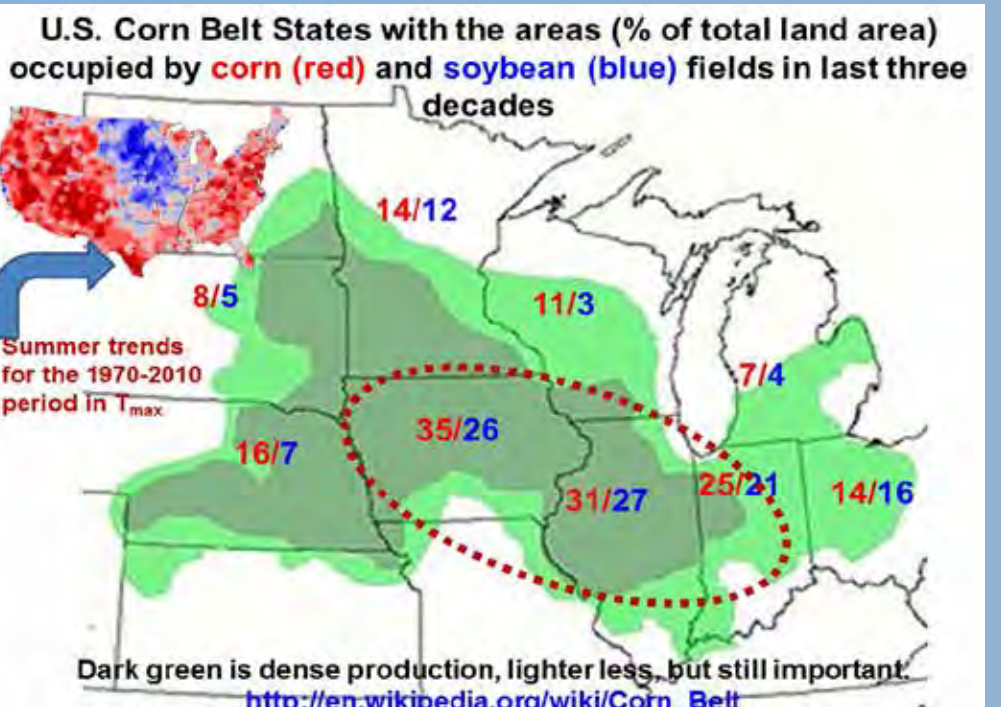 U.S. Corn Belt States with the areas (% of total land area)
occupied by corn (red) and soybean (blue) fields in last three
decades
14/12
8/5
11/3
Summer trends
for the 1970-2010
period in Tmax
7/4
35/26
16/7
31/27
25/21
14/16
Dark green is dense production, lighter less, but still important.
http://en.wikipedia.org/wiki/Corn_Belt